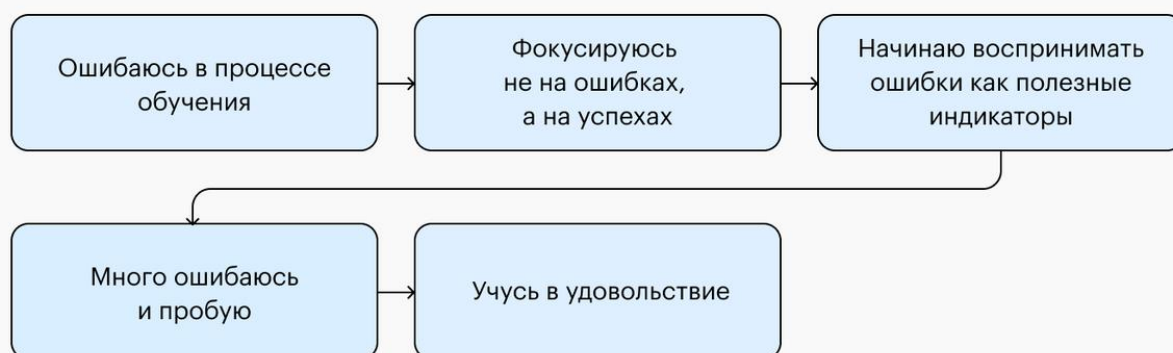 Ошибаюсь в процессе
обучения
Фокусируюсь
не на ошибках,
а на успехах
Начинаю воспринимать
ошибки как полезные
индикаторы
Много ошибаюсь
и пробую
Учусь в удовольствие